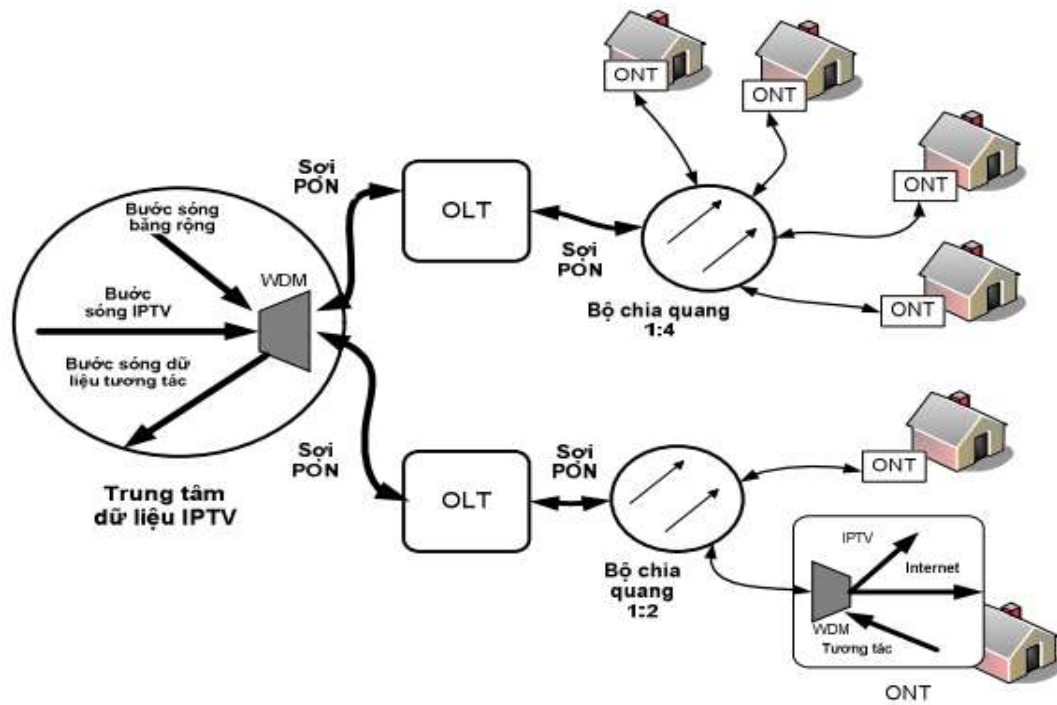 ONT
ONT
Sợi
PON
Bước sóng
băng rộng
OLT
ONT
WDM
Sợi
PON
Buớc
sóng IPTV
ONT
Bộ chia quang
1:4
Bước sóng dữ
liệu tương tác
Sợi
PON
Sợi
PON
ONT
Trung tâm
dữ liệu IPTV
OLT
IPTV
Internet
Bộ chia
quang
1:2
WDM
Tương tác
ONT